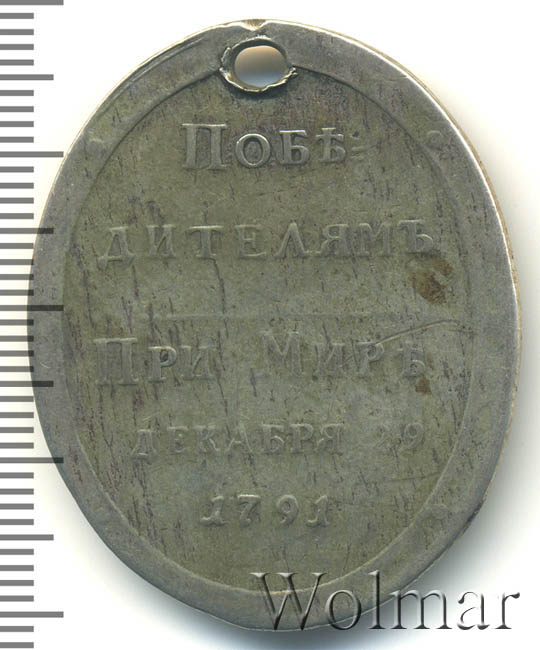 ПОБѢ-
ДИТЕЛЯМЪ
ПРИ МИРѢ
ДЕКАБРЯ 29
1791
Wolmar